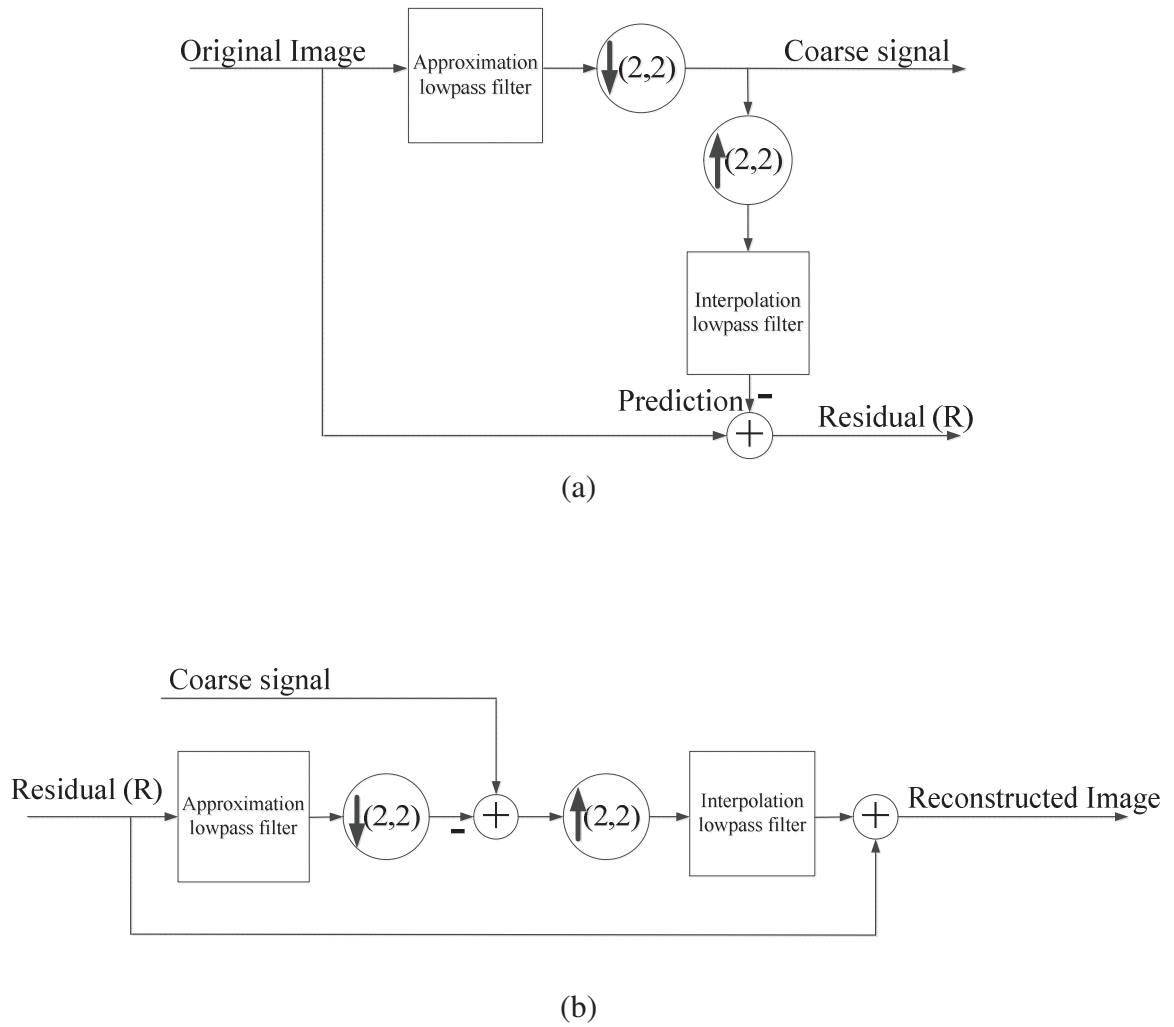 Original Image
Approximation
lowpass filter
(2,2)
Coarse signal
(2,2)
Interpolation
lowpass filter
Prediction
-
+
Residual (R)
(a)
Coarse signal
Residual (R)
Approximation
lowpass filter
(2,2)
-
+
(2,2)
Interpolation
lowpass filter
+
Reconstructed Image
(b)